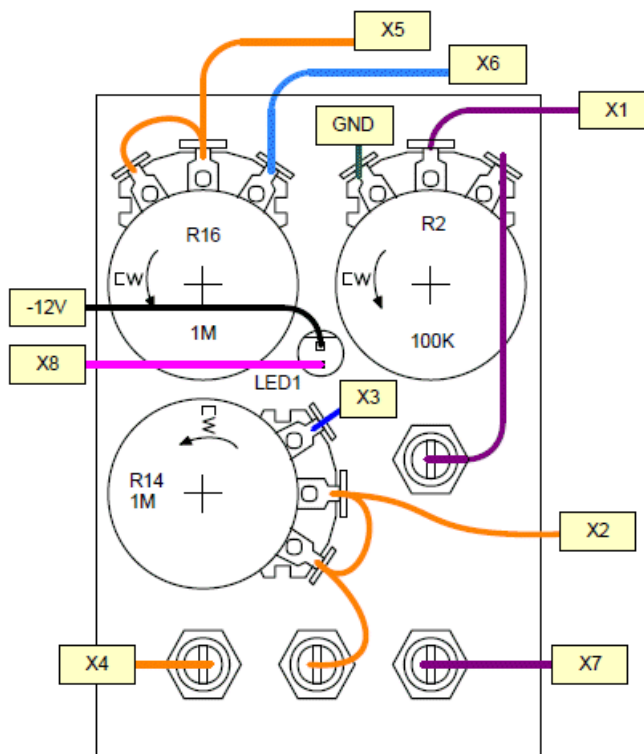 X5
X6
X1
GND
R16
R2
CW
CW
-12V
1M
100K
X8
LED1
X3
CW
R14
1M
X2
X4
X7